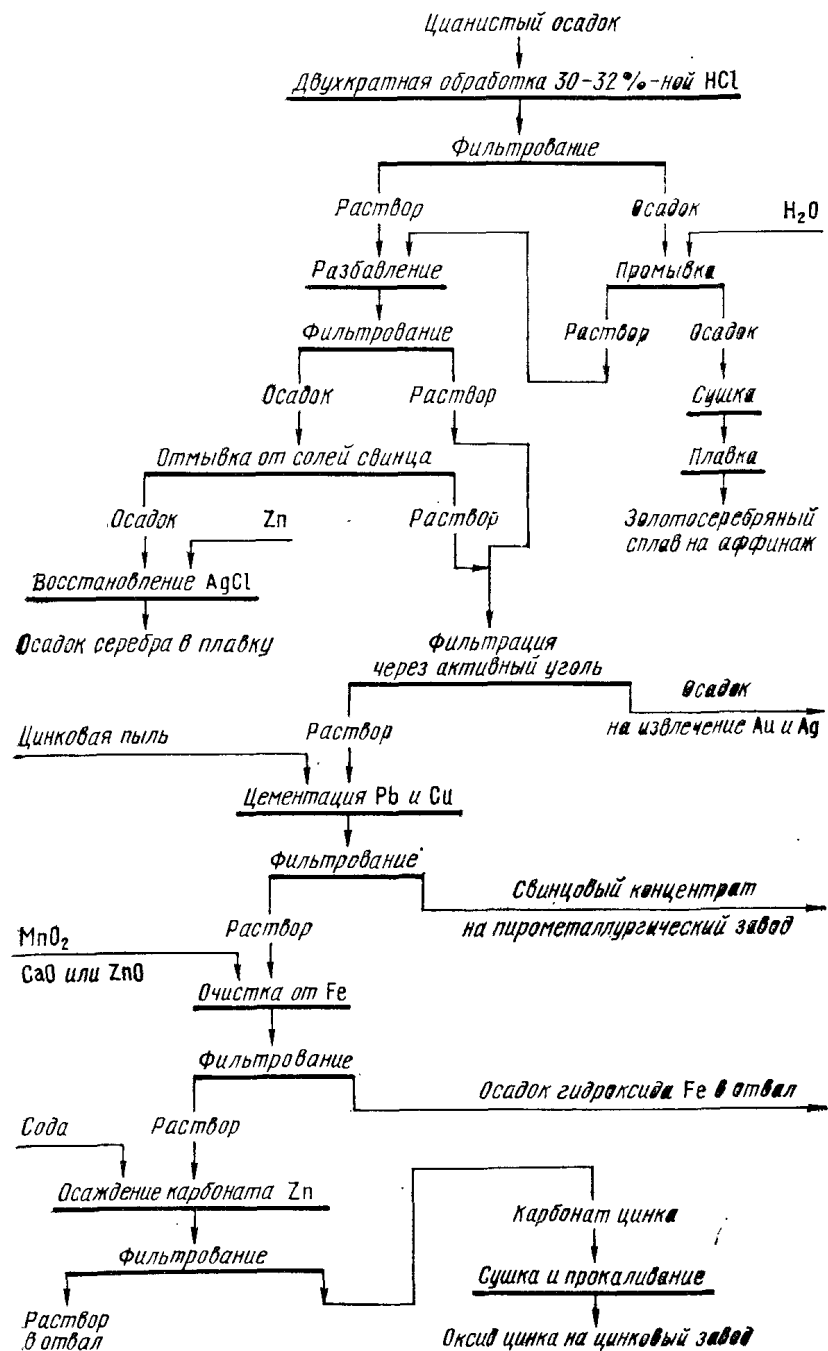 Цианистый осадок
Двухкратная обработка 30-32%-ной HCl
Фильтрование
Раствор
Осадок
H₂O
Разбавление
Промывка
Фильтрование
Раствор
Осадок
Осадок
Раствор
Сушка
Отмывка от солей свинца
Плавка
Осадок
Zn
Раствор
Золотосеребряный
сплав на аффинаж
Восстановление AgCl
Осадок серебра в плавку
Фильтрация
через активный уголь
Осадок
на извлечение Au и Ag
Цинковая пыль
Раствор
Цементация Pb и Cu
Фильтрование
Свинцовый концентрат
на пирометаллургический завод
MnO₂
Раствор
CaO или ZnO
Очистка от Fe
Фильтрование
Осадок гидроксида Fe в отвал
Сода
Раствор
Осаждение карбоната Zn
Карбонат цинка
Фильтрование
Сушка и прокаливание
Раствор
в отвал
Оксид цинка на цинковый завод